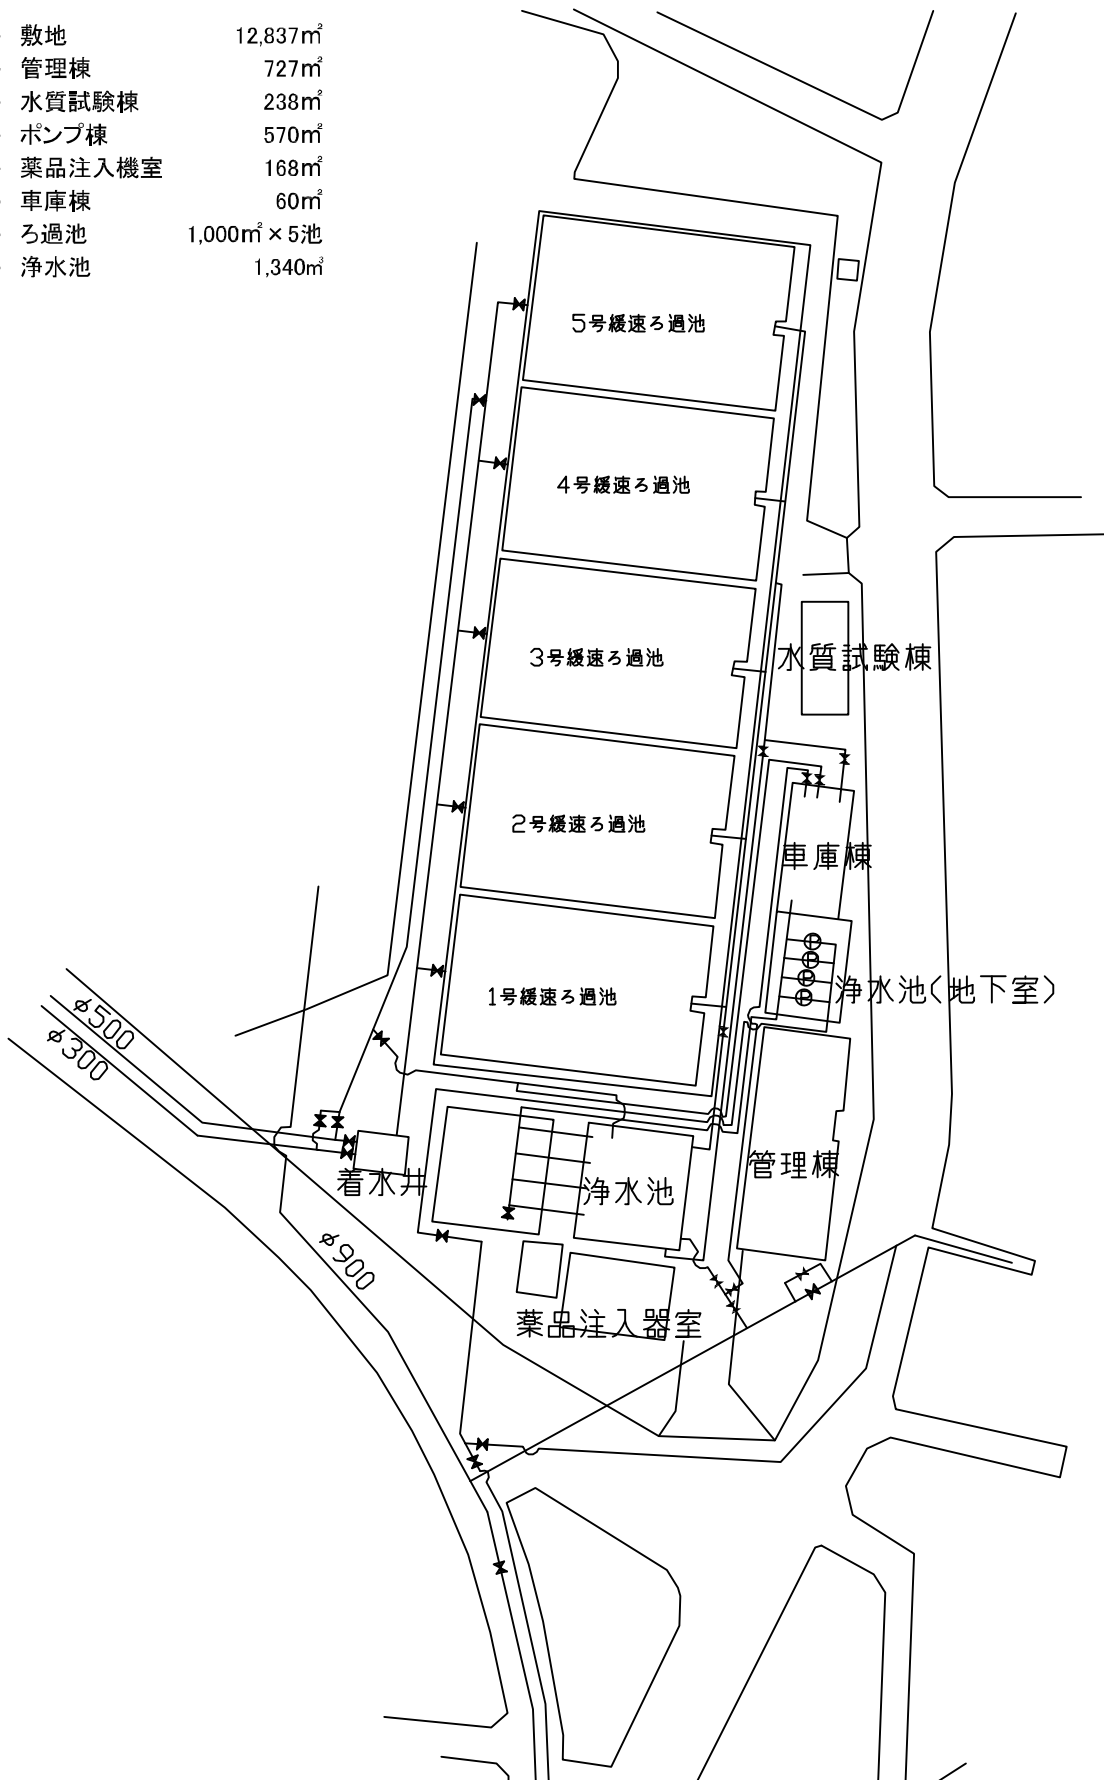 敷地 12,837㎡
管理棟 727㎡
水質試験棟 238㎡
ポンプ棟 570㎡
薬品注入機室 168㎡
車庫棟 60㎡
ろ過池 1,000㎡×5池
浄水池 1,340㎥
5号緩速ろ過池
4号緩速ろ過池
3号緩速ろ過池
水質試験棟
2号緩速ろ過池
車庫棟
1号緩速ろ過池
浄水池(地下室)
P
P
P
P
φ500
φ300
管理棟
着水井
浄水池
φ900
薬品注入器室